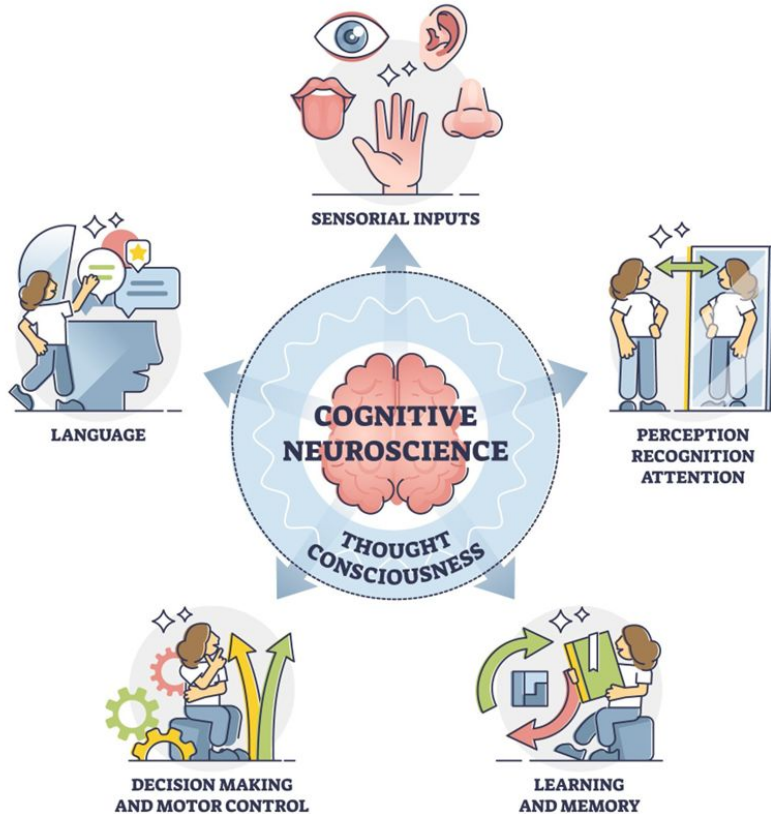 SENSORIAL INPUTS
LANGUAGE
PERCEPTION
RECOGNITION
ATTENTION
COGNITIVE
NEUROSCIENCE
THOUGHT
CONSCIOUSNESS
DECISION MAKING
AND MOTOR CONTROL
LEARNING
AND MEMORY